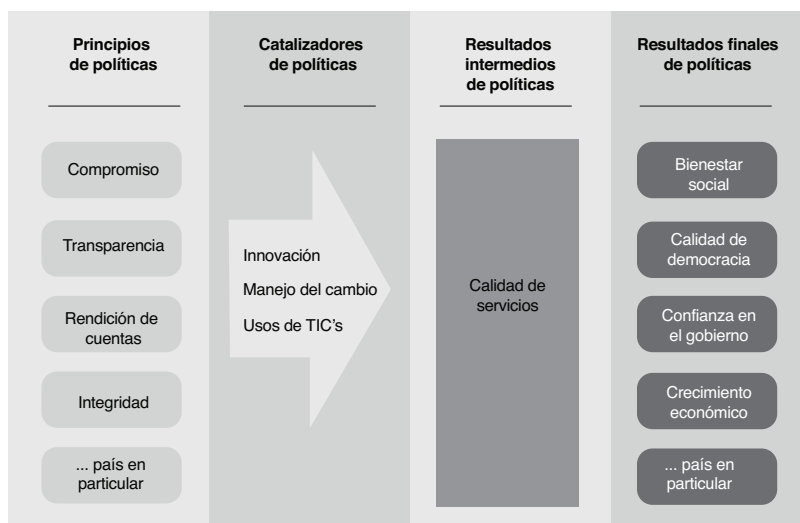 Principios
de políticas
Compromiso
Transparencia
Rendición de
cuentas
Integridad
... país en
particular
Catalizadores
de políticas
Innovación
Manejo del cambio
Usos de TIC's
Resultados
intermedios
de políticas
Calidad de
servicios
Resultados finales
de políticas
Bienestar
social
Calidad de
democracia
Confianza en
el gobierno
Crecimiento
económico
... país en
particular